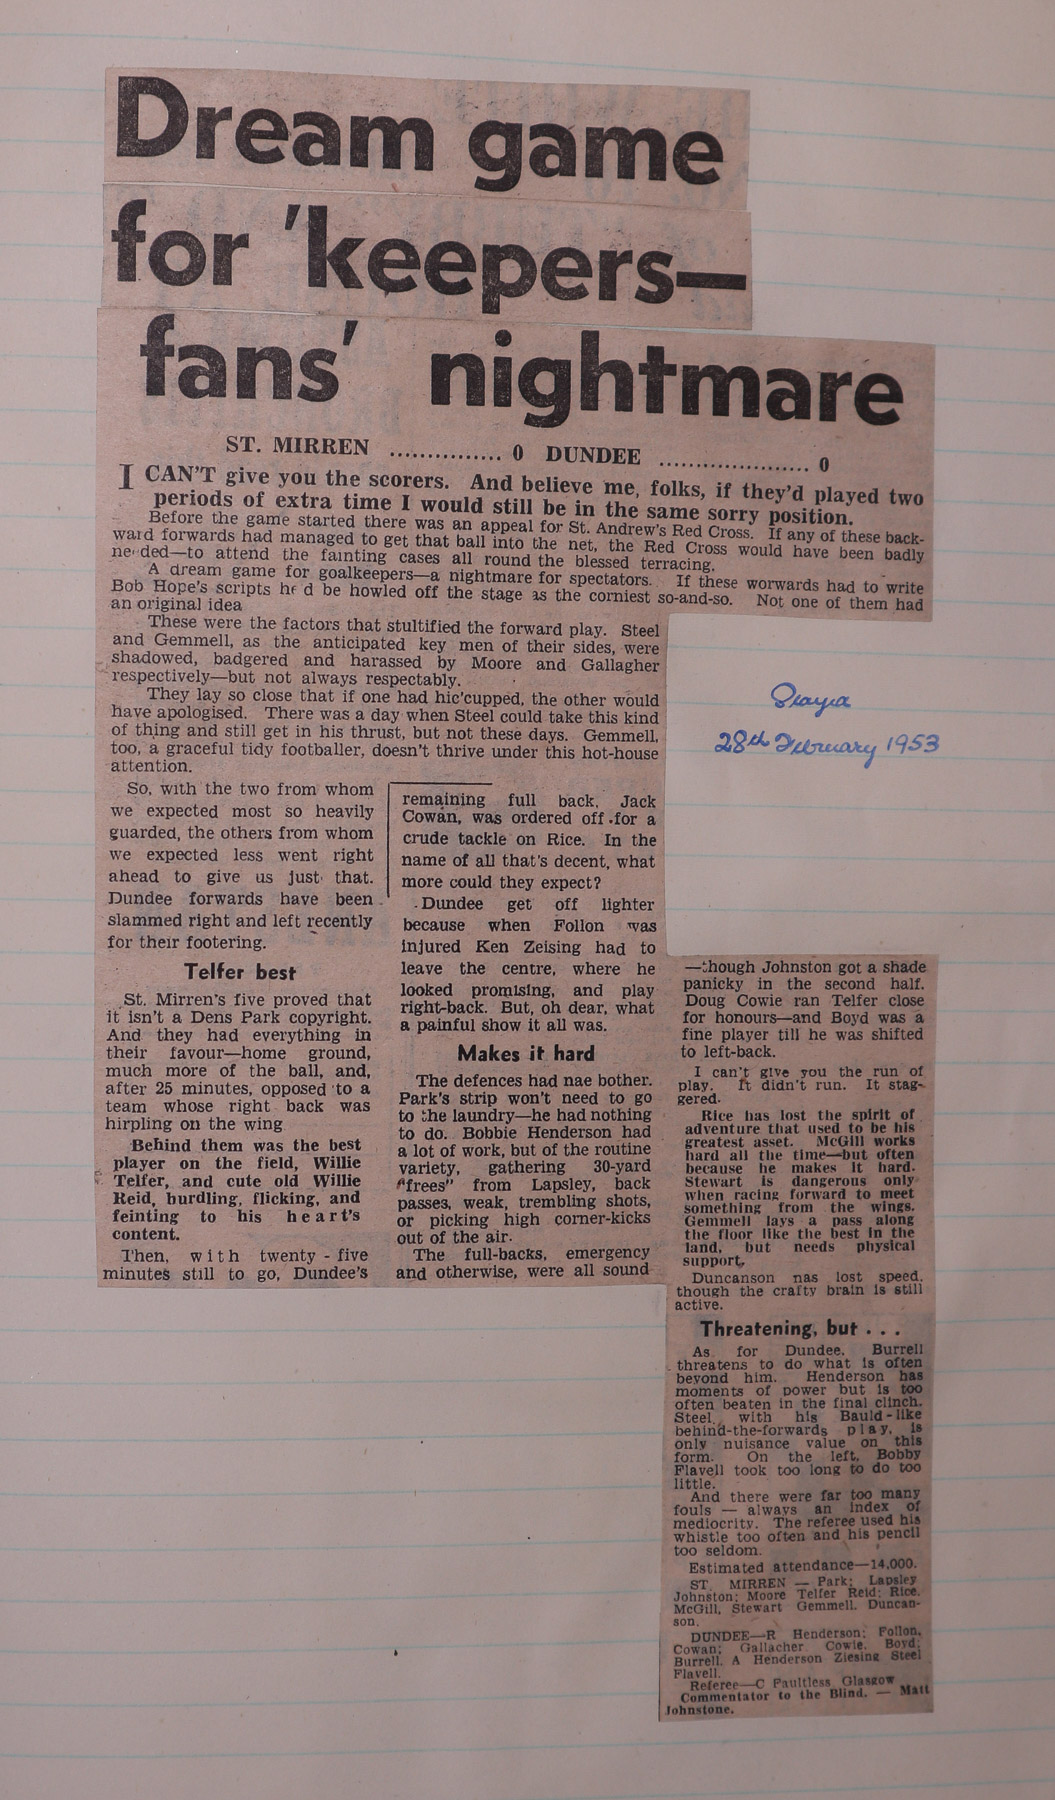 Dream game
for 'keepers—
fans' nightmare
ST. MIRREN .............. 0 DUNDEE ..................... 0
I CAN'T give you the scorers. And believe me, folks, if they'd played two
periods of extra time I would still be in the same sorry position.
Before the game started there was an appeal for St. Andrew's Red Cross. If any of these back-
ward forwards had managed to get that ball into the net, the Red Cross would have been badly
needed—to attend the fainting cases all round the blessed terracing.
A dream game for goalkeepers—a nightmare for spectators. If these worwards had to write
Bob Hope's scripts he d be howled off the stage as the corniest so-and-so. Not one of them had
an original idea
These were the factors that stultified the forward play. Steel
and Gemmell, as the anticipated key men of their sides, were
shadowed, badgered and harassed by Moore and Gallagher
respectively—but not always respectably.
They lay so close that if one had hic'cupped, the other would
have apologised. There was a day when Steel could take this kind
of thing and still get in his thrust, but not these days. Gemmell,
too, a graceful tidy footballer, doesn't thrive under this hot-house
attention.
So, with the two from whom
we expected most so heavily
guarded, the others from whom
we expected less went right
ahead to give us just that.
Dundee forwards have been
slammed right and left recently
for their footering.
Telfer best
St. Mirren's five proved that
it isn't a Dens Park copyright.
And they had everything in
their favour—home ground,
much more of the ball, and,
after 25 minutes, opposed to a
team whose right back was
hirpling on the wing
Behind them was the best
player on the field, Willie
Telfer, and cute old Willie
Reid, hurdling, flicking, and
feinting to his heart's
content.
Then, with twenty-five
minutes still to go, Dundee's
remaining full back, Jack
Cowan, was ordered off for a
crude tackle on Rice. In the
name of all that's decent, what
more could they expect?
Dundee get off lighter
because when Follon was
injured Ken Zeising had to
leave the centre, where he
looked promising, and play
right-back. But, oh dear, what
a painful show it all was.
Makes it hard
The defences had nae bother.
Park's strip won't need to go
to the laundry—he had nothing
to do. Bobbie Henderson had
a lot of work, but of the routine
variety, gathering 30-yard
"frees" from Lapsley, back
passes, weak, trembling shots,
or picking high corner-kicks
out of the air.
The full-backs, emergency
and otherwise, were all sound
28th February 1953
—though Johnston got a shade
panicky in the second half.
Doug Cowie ran Telfer close
for honours—and Boyd was a
fine player till he was shifted
to left-back.
I can't give you the run of
play. It didn't run. It stag-
gered.
Rice has lost the spirit of
adventure that used to be his
greatest asset. McGill works
hard all the time—but often
because he makes it hard.
Stewart is dangerous only
when racing forward to meet
something from the wings.
Gemmell lays a pass along
the floor like the best in the
land, but needs physical
support.
Duncanson has lost speed,
though the crafty brain is still
active.
Threatening, but . . .
As for Dundee. Burrell
threatens to do what is often
beyond him. Henderson has
moments of power but is too
often beaten in the final clinch.
Steel, with his Bauld-like
behind-the-forwards play, is
only nuisance value on this
form. On the left, Bobby
Flavell took too long to do too
little.
And there were far too many
fouls — always an index of
mediocrity. The referee used his
whistle too often and his pencil
too seldom.
Estimated attendance—14,000.
ST. MIRREN — Park; Lapsley
Johnston; Moore Telfer Reid; Rice.
McGill, Stewart Gemmell. Duncan-
son.
DUNDEE—R Henderson; Follon,
Cowan; Gallacher Cowie. Boyd;
Burrell. A Henderson Ziesing Steel
Flavell.
Referee—C Faultless Glasgow
Commentator to the Blind. — Matt
Johnstone.